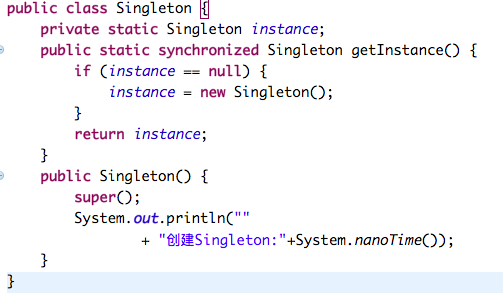 public class Singleton {
    private static Singleton instance;
    public static synchronized Singleton getInstance() {
        if (instance == null) {
            instance = new Singleton();
        }
        return instance;
    }
    public Singleton() {
        super();
        System.out.println(""
                + "创建Singleton:"+System.nanoTime());
    }
}